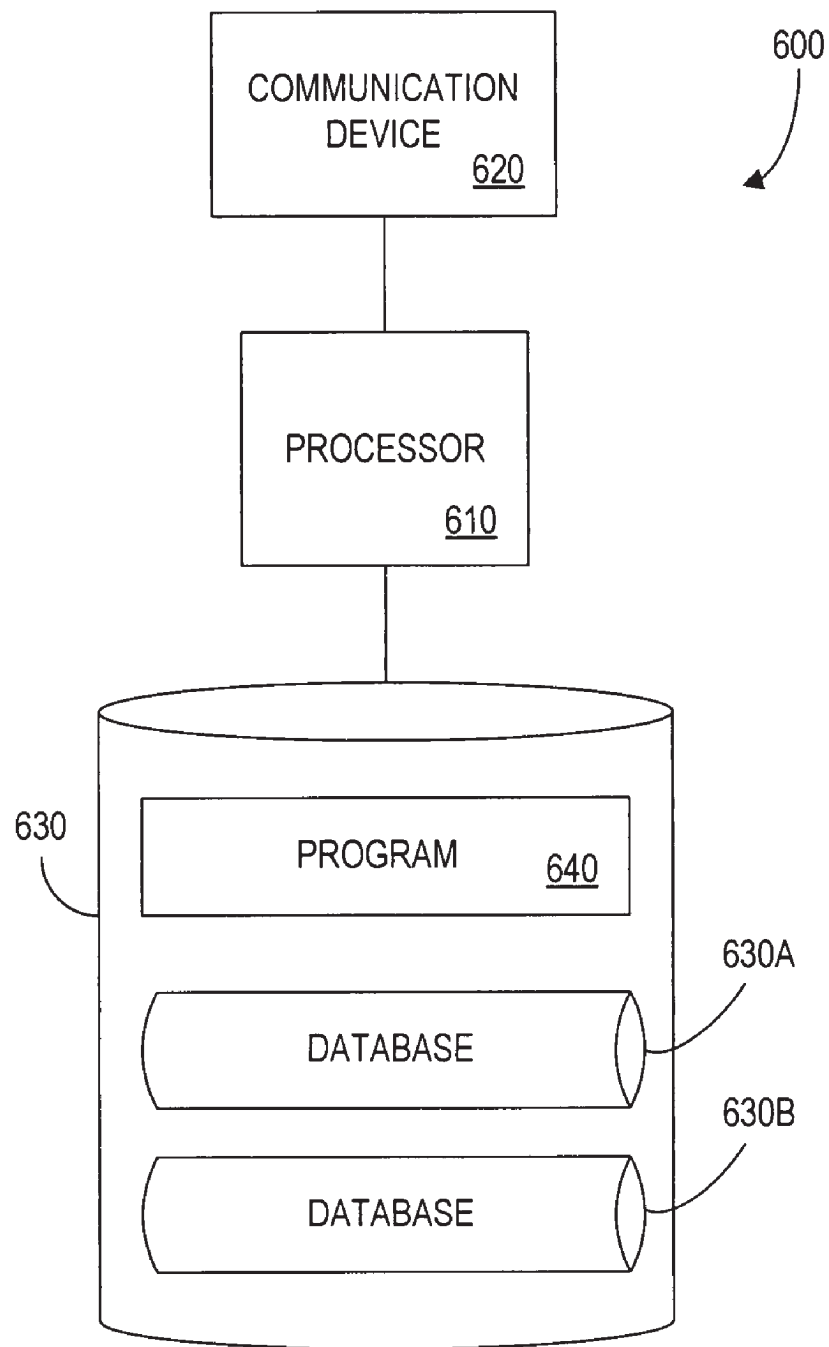 600
COMMUNICATION
DEVICE
620
PROCESSOR
610
630
PROGRAM
640
630A
DATABASE
630B
DATABASE